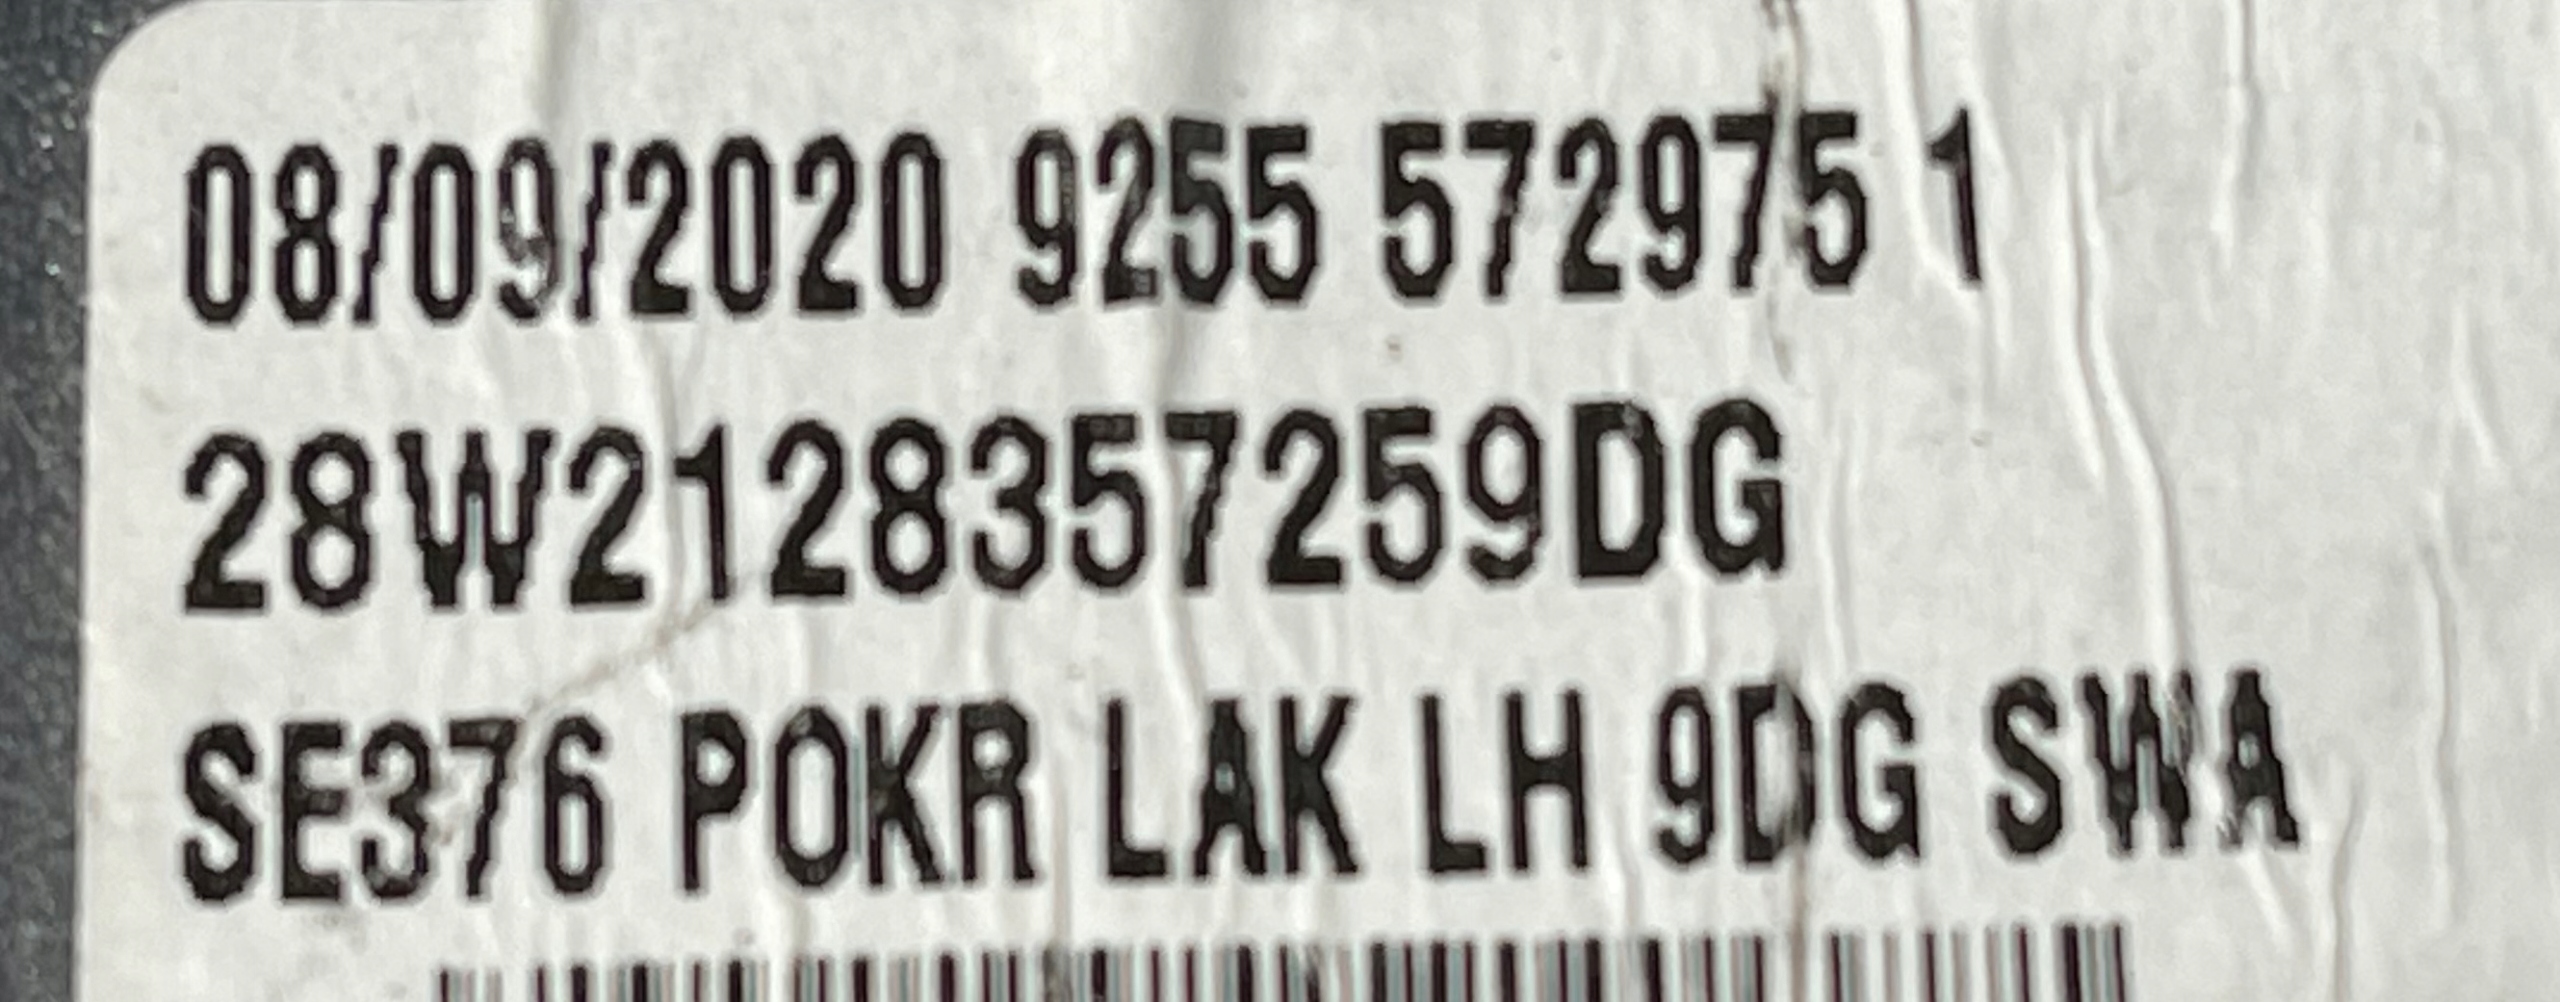 08/09/2020 9255 572975 1
28W2128357259DG
SE376 POKR LAK LH 9DG SWA